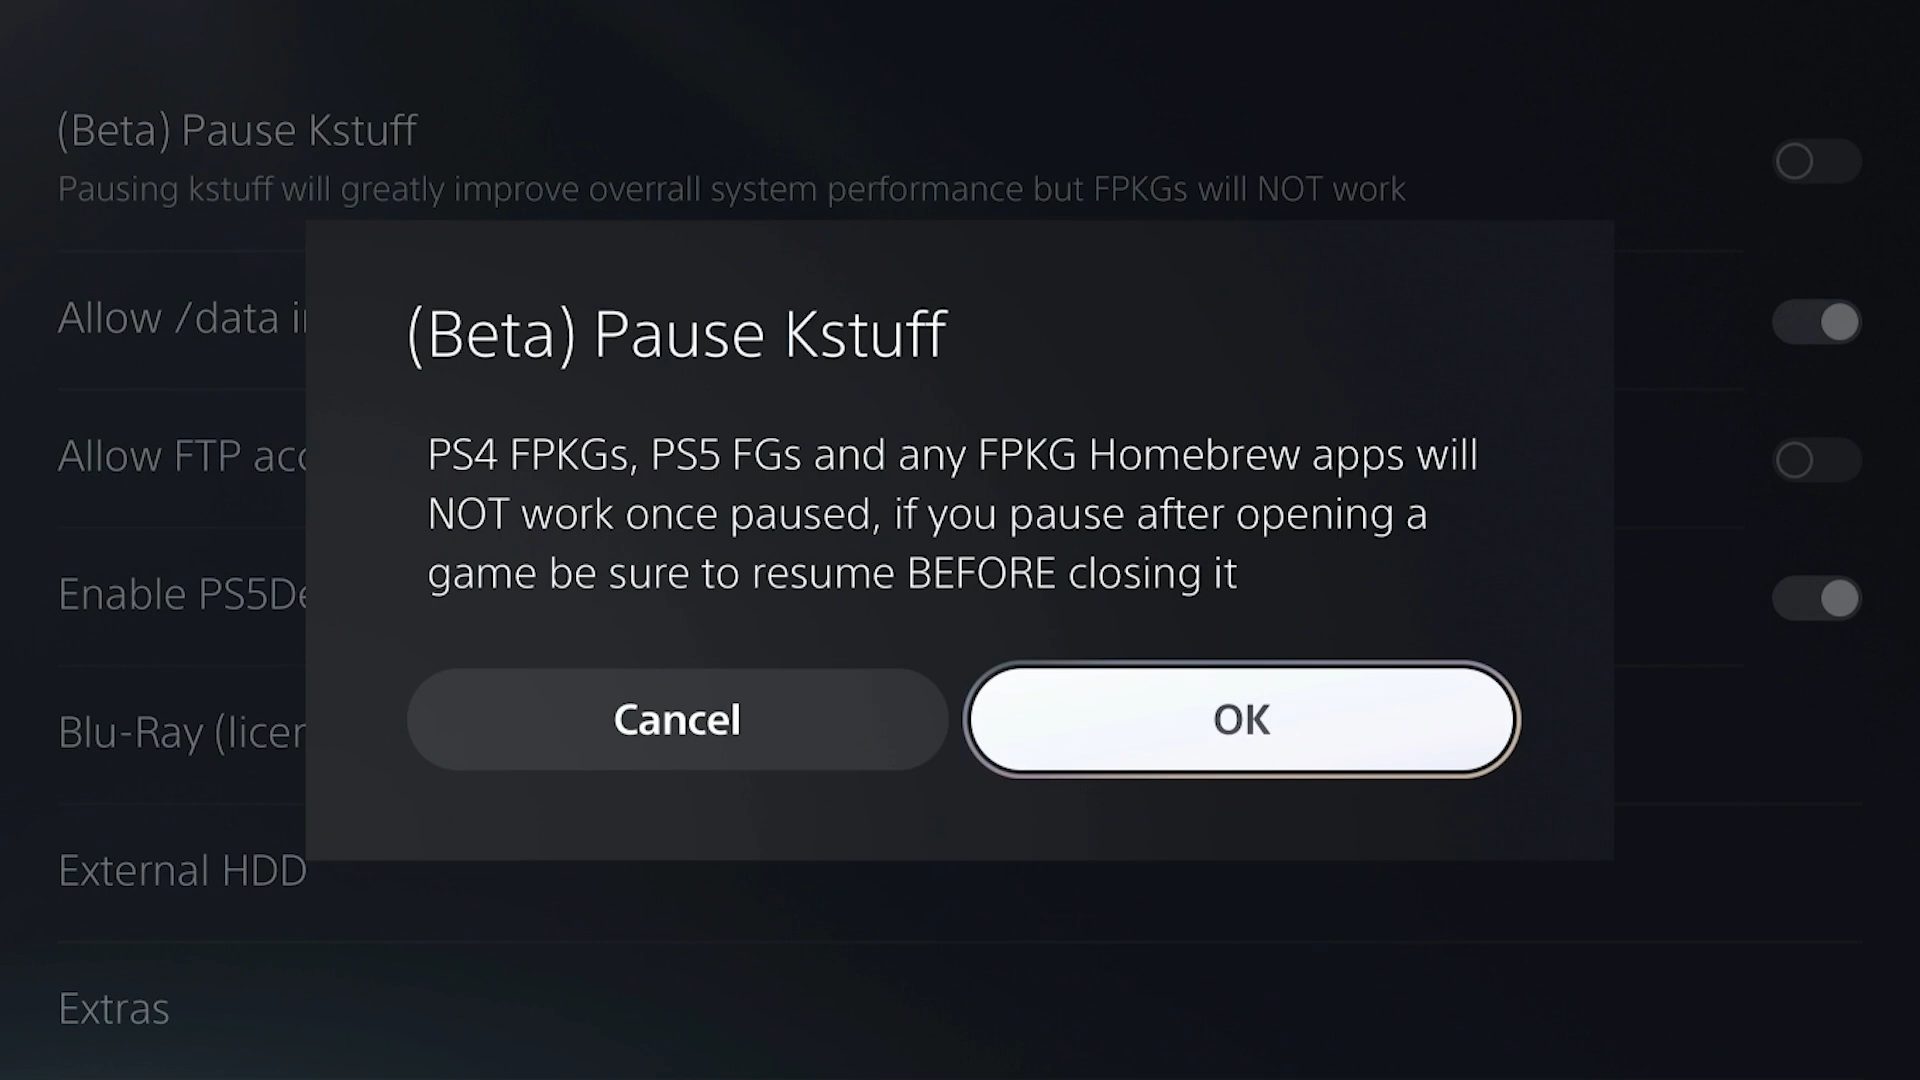 (Beta) Pause Kstuff
Pausing kstuff will greatly improve overrall system performance but FPKGs will NOT work
Allow /data i
Allow FTP acc
Enable PS5De
Blu-Ray (licen
External HDD
Extras
(Beta) Pause Kstuff
PS4 FPKGs, PS5 FGs and any FPKG Homebrew apps will
NOT work once paused, if you pause after opening a
game be sure to resume BEFORE closing it
Cancel
OK